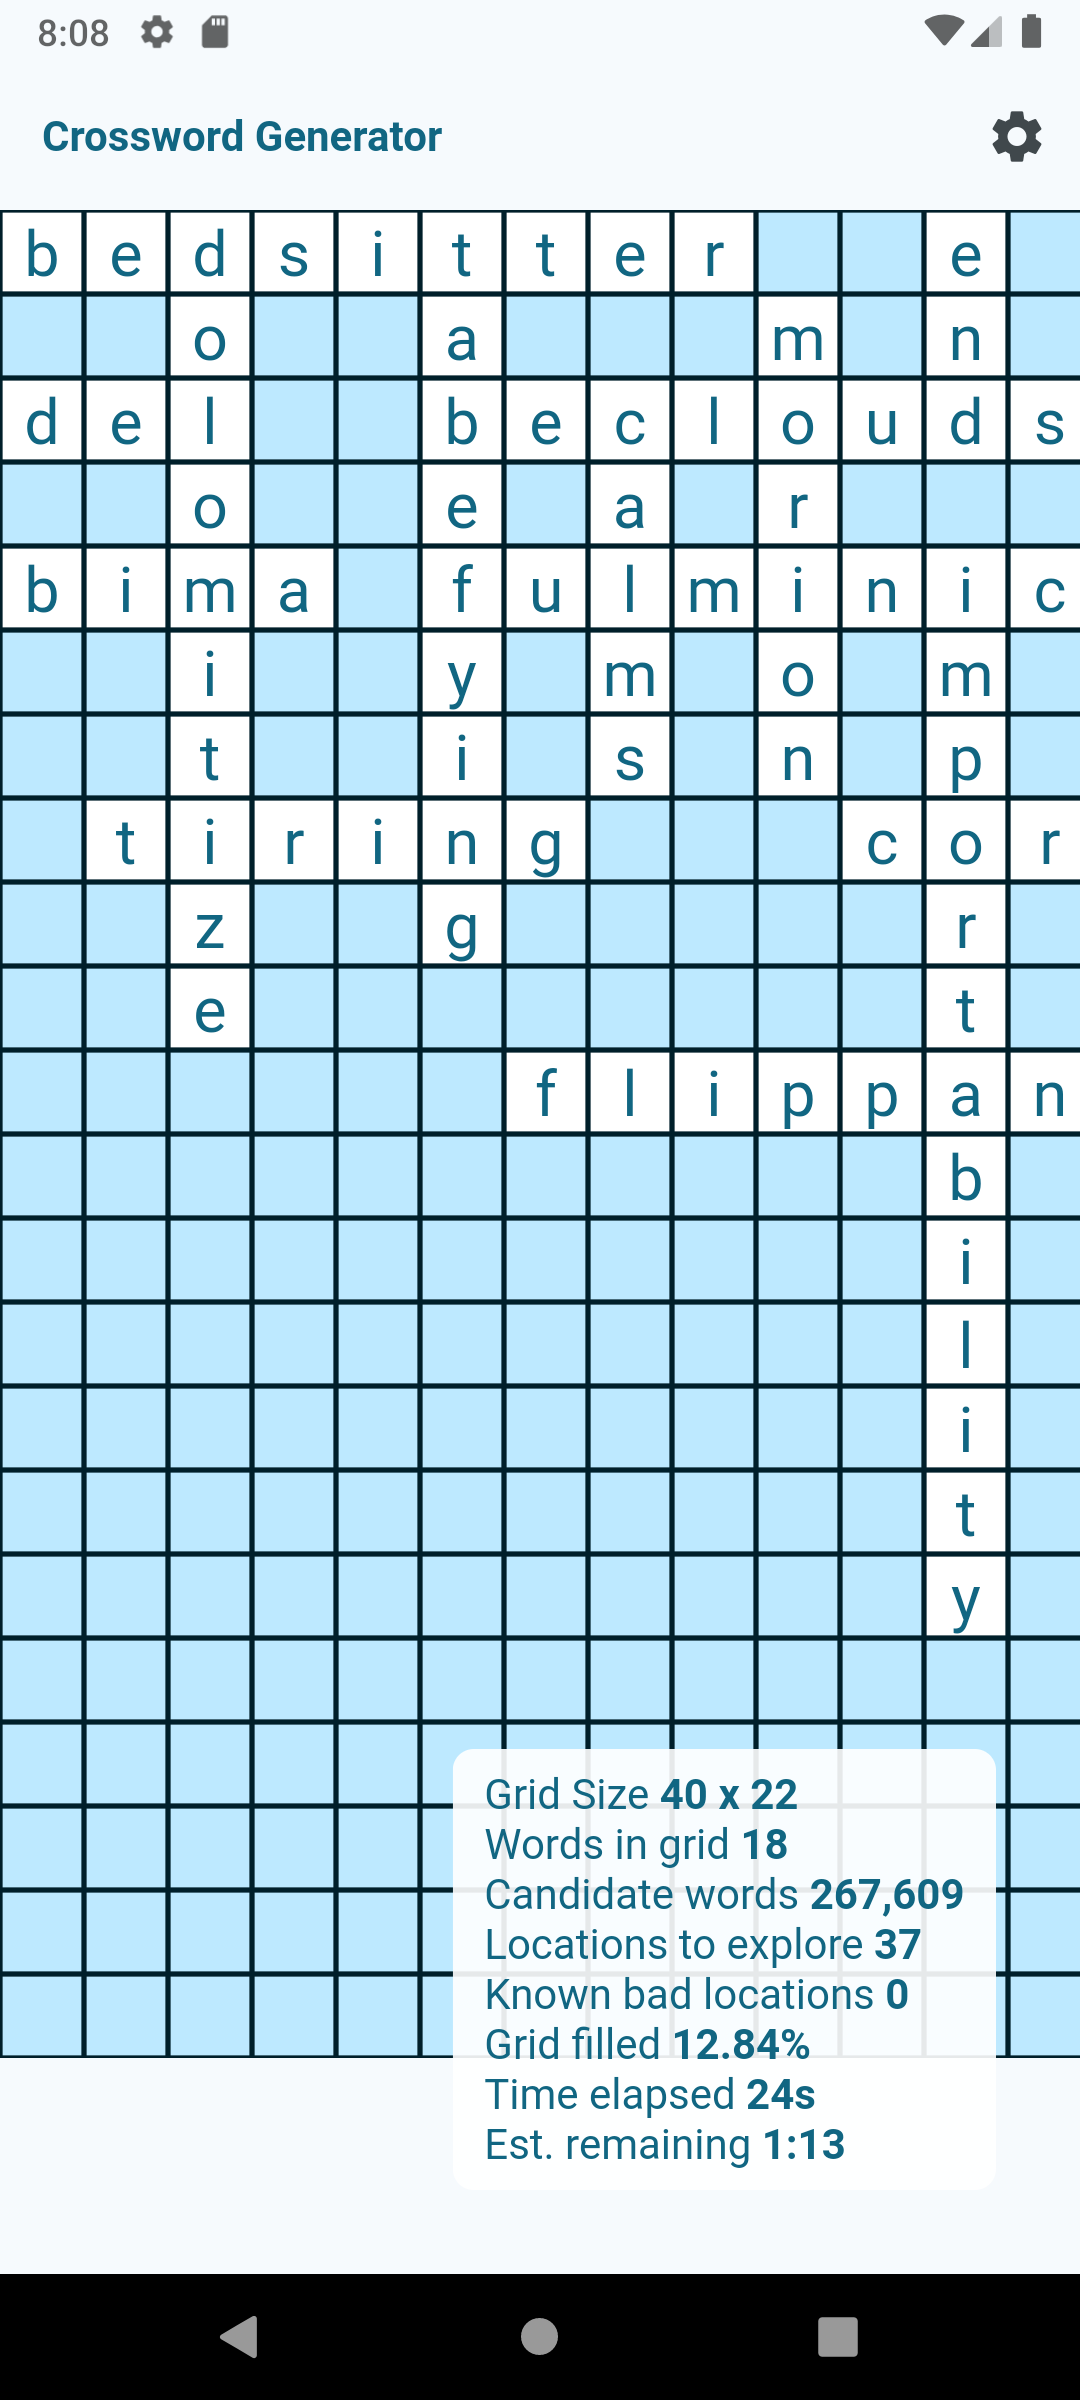 8:08
Crossword Generator
b e d s i t t e r e
o a m n
d e l b e c l o u d s
o e a r
b i m a f u l m i n i c
i y m o m
t i s n p
t i r i n g c o r
z g r
e t
f l i p p a n
b
i
l
i
t
y
Grid Size 40 x 22
Words in grid 18
Candidate words 267,609
Locations to explore 37
Known bad locations 0
Grid filled 12.84%
Time elapsed 24s
Est. remaining 1:13